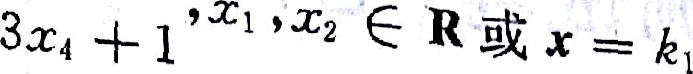 3x₄ + 1, x₁, x₂ ∈ R 或 x = k₁